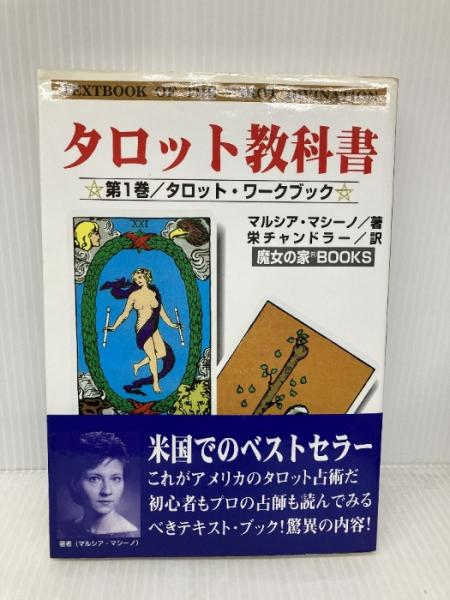 TEXTBOOK OF THE TAROT DIVINATION
タロット教科書
☆第1巻/タロット・ワークブック☆
マルシア・マシーノ/著
栄チャンドラー/訳
魔女の家®BOOKS
XXI
米国でのベストセラー
これがアメリカのタロット占術だ
初心者もプロの占師も読んでみる
べきテキスト・ブック!驚異の内容!
著者(マルシア・マシーノ)